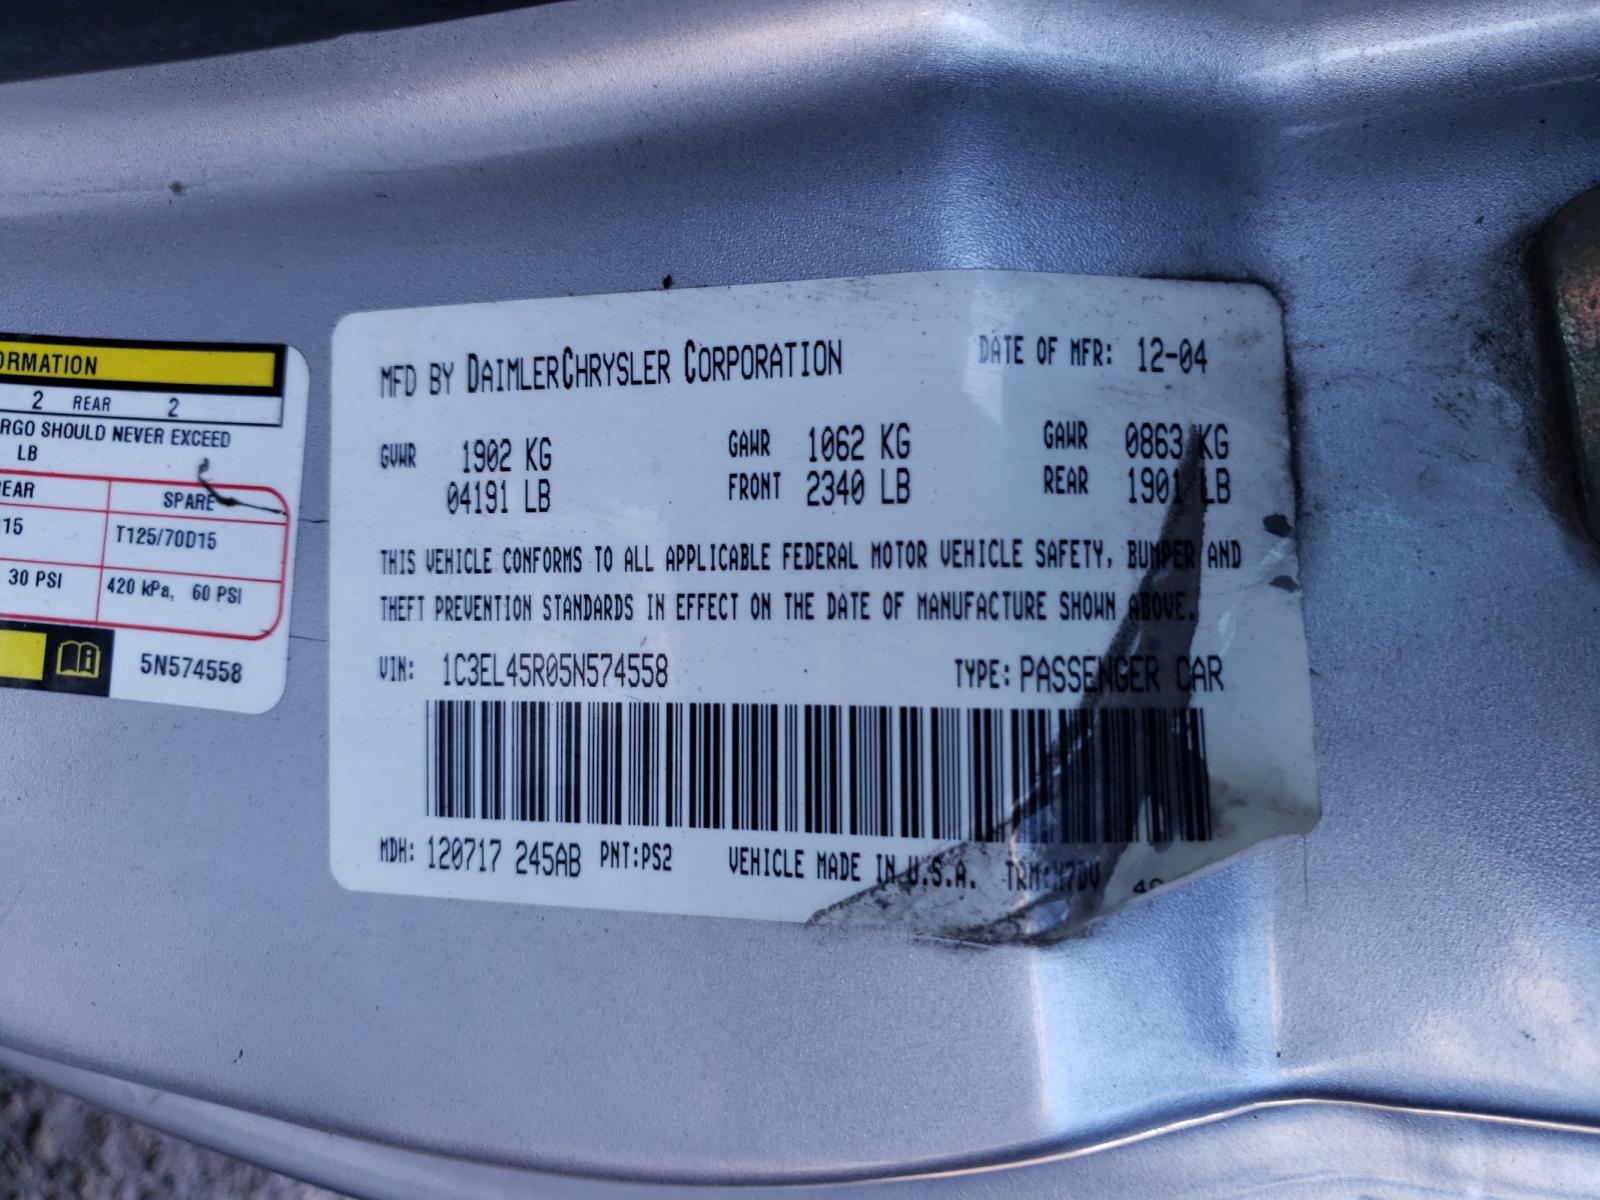 ORMATION
2 REAR 2
RGO SHOULD NEVER EXCEED
LB
EAR SPARE
15 T125/70D15
30 PSI 420 kPa, 60 PSI
5N574558
MFD BY DAIMLERCHRYSLER CORPORATION DATE OF MFR: 12-04
GVWR 1902 KG GAWR 1062 KG GAWR 0863 KG
04191 LB FRONT 2340 LB REAR 1901 LB
THIS VEHICLE CONFORMS TO ALL APPLICABLE FEDERAL MOTOR VEHICLE SAFETY, BUMPER AND
THEFT PREVENTION STANDARDS IN EFFECT ON THE DATE OF MANUFACTURE SHOWN ABOVE.
VIN: 1C3EL45R05N574558 TYPE: PASSENGER CAR
MDH: 120717 245AB PNT:PS2 VEHICLE MADE IN U.S.A. TRM:M7DV